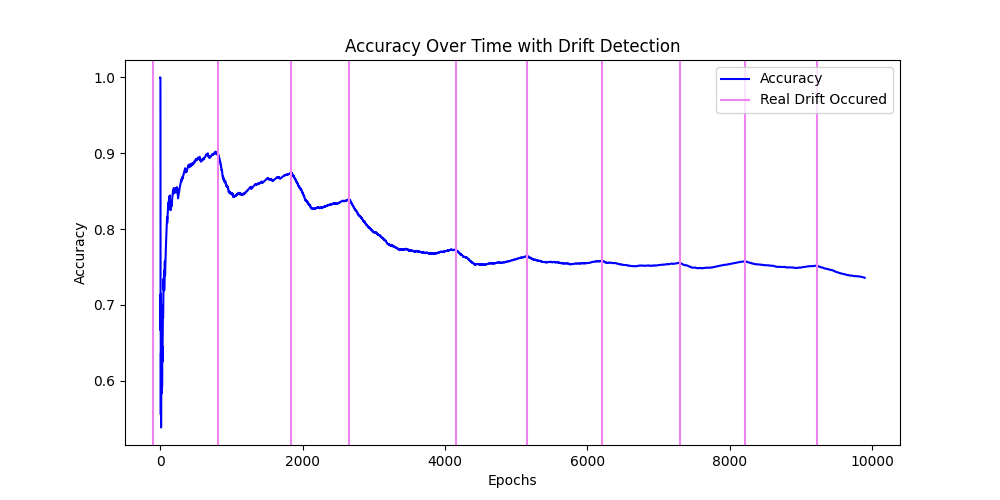 Accuracy Over Time with Drift Detection
Accuracy
Real Drift Occured
1.0
0.9
0.8
0.7
0.6
Accuracy
0
2000
4000
6000
8000
10000
Epochs